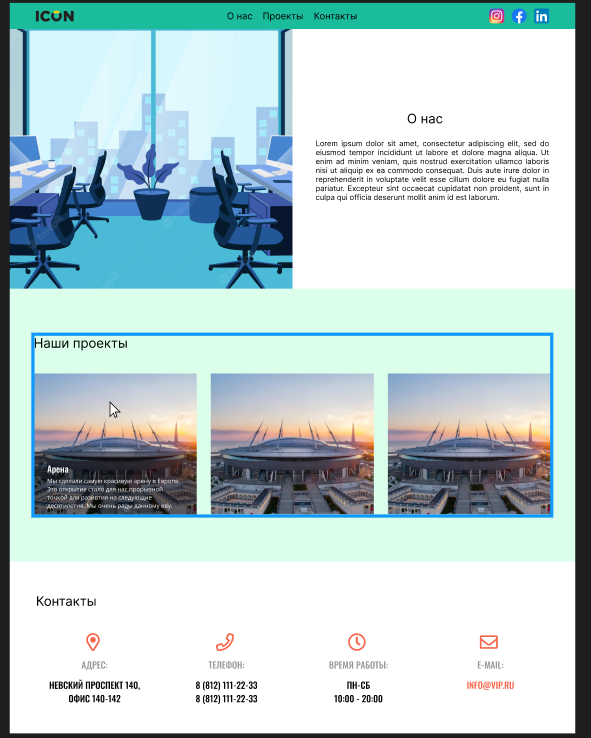 ICON
О нас Проекты Контакты
О нас
Lorem ipsum dolor sit amet, consectetur adipiscing elit, sed do
eiusmod tempor incididunt ut labore et dolore magna aliqua. Ut
enim ad minim veniam, quis nostrud exercitation ullamco laboris
nisi ut aliquip ex ea commodo consequat. Duis aute irure dolor in
reprehenderit in voluptate velit esse cillum dolore eu fugiat nulla
pariatur. Excepteur sint occaecat cupidatat non proident, sunt in
culpa qui officia deserunt mollit anim id est laborum.
Наши проекты
Арена
Мы сделали самую красивую арену в Европе.
Это открытие стало для нас прорывной
точкой для развития на следующие
десятилетия. Мы очень рады данному еву.
Контакты
АДРЕС:
НЕВСКИЙ ПРОСПЕКТ 140,
ОФИС 140-142
ТЕЛЕФОН:
8 (812) 111-22-33
8 (812) 111-22-33
ВРЕМЯ РАБОТЫ:
ПН-СБ
10:00 - 20:00
E-MAIL:
INFO@VIP.RU